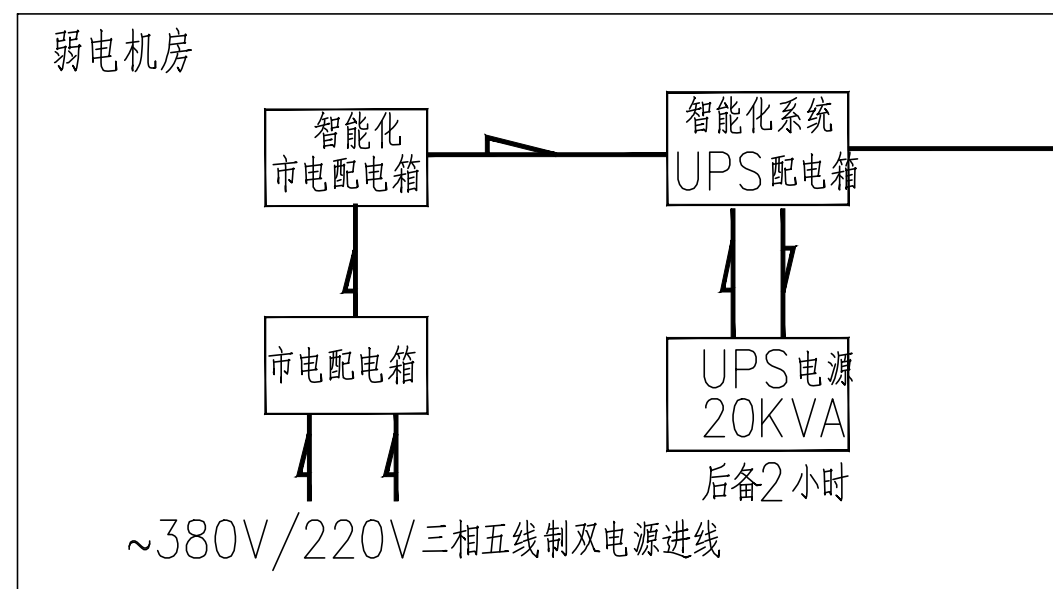 弱电机房
智能化
市电配电箱
智能化系统
UPS配电箱
市电配电箱
UPS电源
20KVA
后备2小时
~380V/220V三相五线制双电源进线